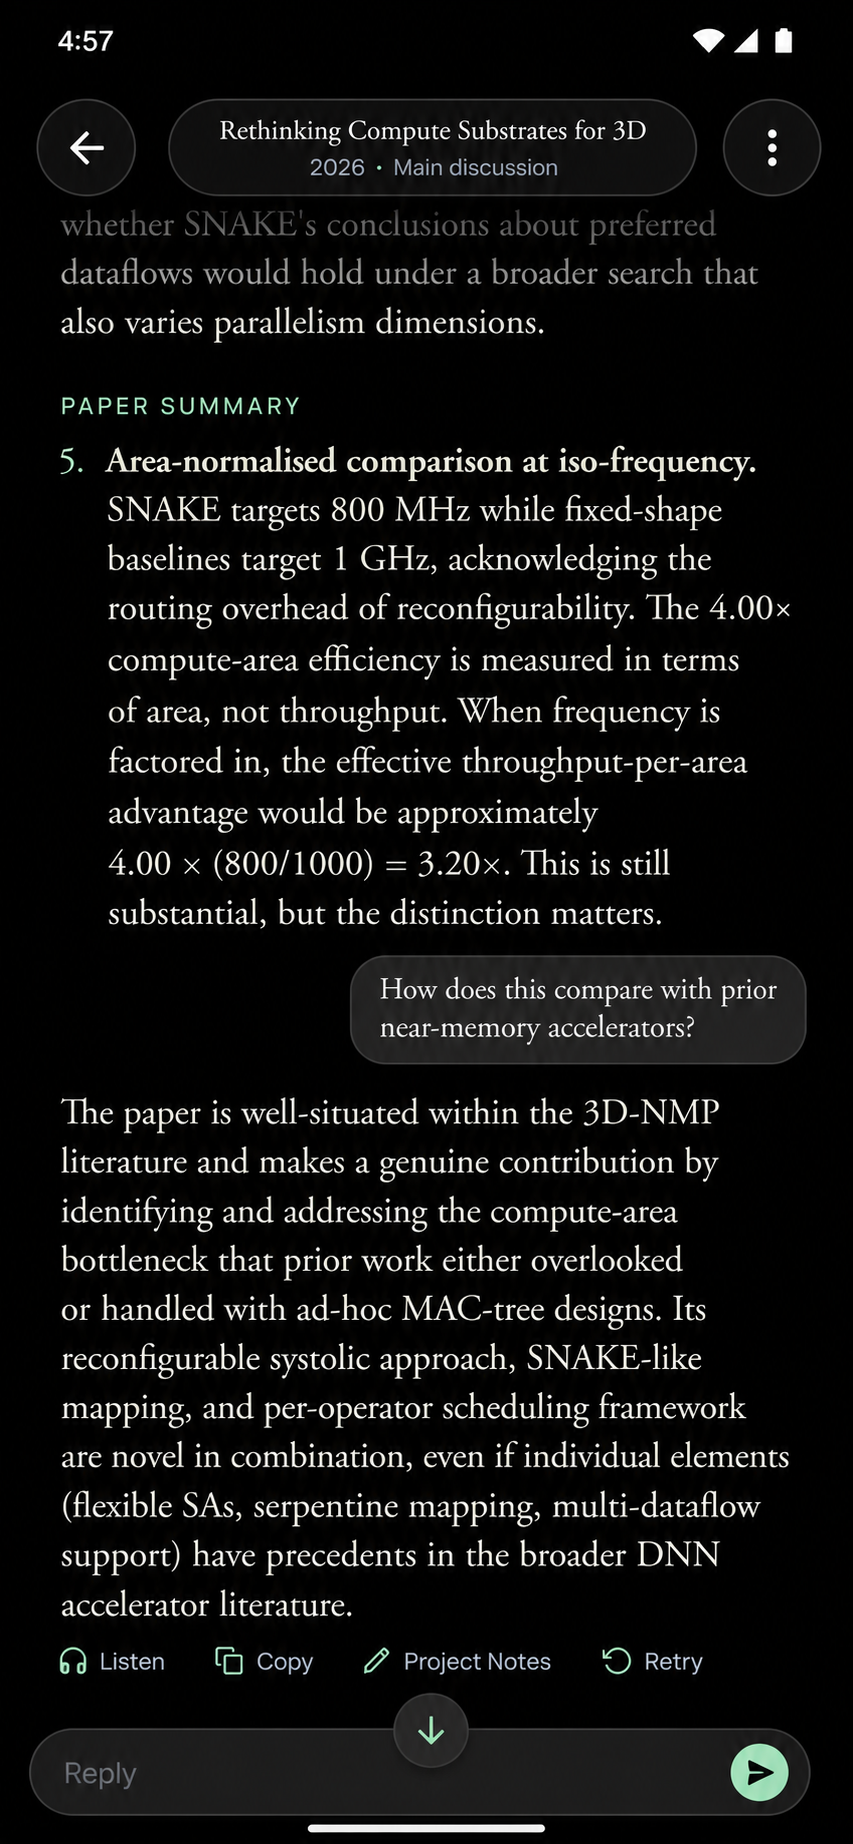 4:57
Rethinking Compute Substrates for 3D
2026 • Main discussion
whether SNAKE's conclusions about preferred
dataflows would hold under a broader search that
also varies parallelism dimensions.
PAPER SUMMARY
5. Area-normalised comparison at iso-frequency.
SNAKE targets 800 MHz while fixed-shape
baselines target 1 GHz, acknowledging the
routing overhead of reconfigurability. The 4.00×
compute-area efficiency is measured in terms
of area, not throughput. When frequency is
factored in, the effective throughput-per-area
advantage would be approximately
4.00 × (800/1000) = 3.20×. This is still
substantial, but the distinction matters.
How does this compare with prior
near-memory accelerators?
The paper is well-situated within the 3D-NMP
literature and makes a genuine contribution by
identifying and addressing the compute-area
bottleneck that prior work either overlooked
or handled with ad-hoc MAC-tree designs. Its
reconfigurable systolic approach, SNAKE-like
mapping, and per-operator scheduling framework
are novel in combination, even if individual elements
(flexible SAs, serpentine mapping, multi-dataflow
support) have precedents in the broader DNN
accelerator literature.
Listen Copy Project Notes Retry
Reply